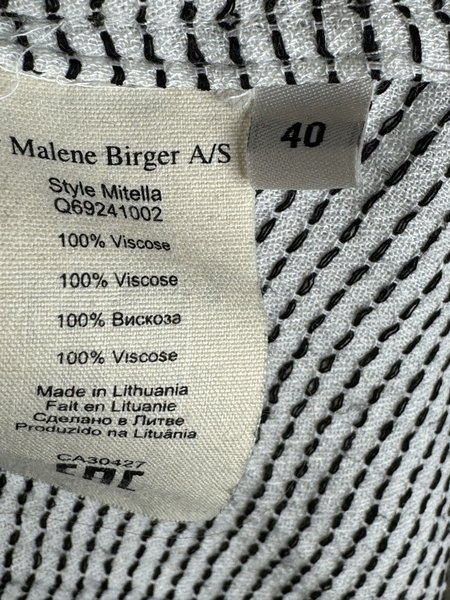 Malene Birger A/S
40
Style Mitella
Q69241002
100% Viscose
100% Viscose
100% Вискоза
100% Viscose
Made in Lithuania
Fait en Lituanie
Сделано в Литве
Produzido na Lituânia
CA30427
EAC